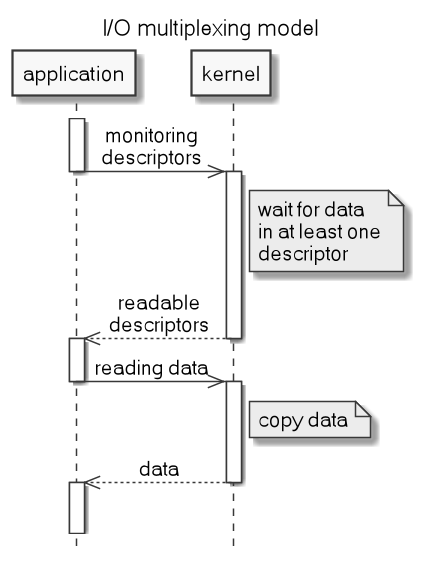 I/O multiplexing model
application
kernel
monitoring
descriptors
wait for data
in at least one
descriptor
readable
descriptors
reading data
copy data
data